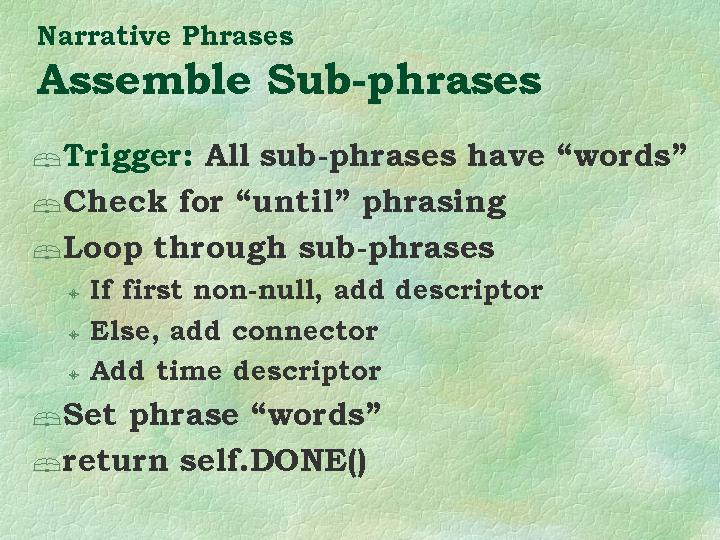 Narrative Phrases
Assemble Sub-phrases
Trigger: All sub-phrases have “words”
Check for “until” phrasing
Loop through sub-phrases
If first non-null, add descriptor
Else, add connector
Add time descriptor
Set phrase “words”
return self.DONE()